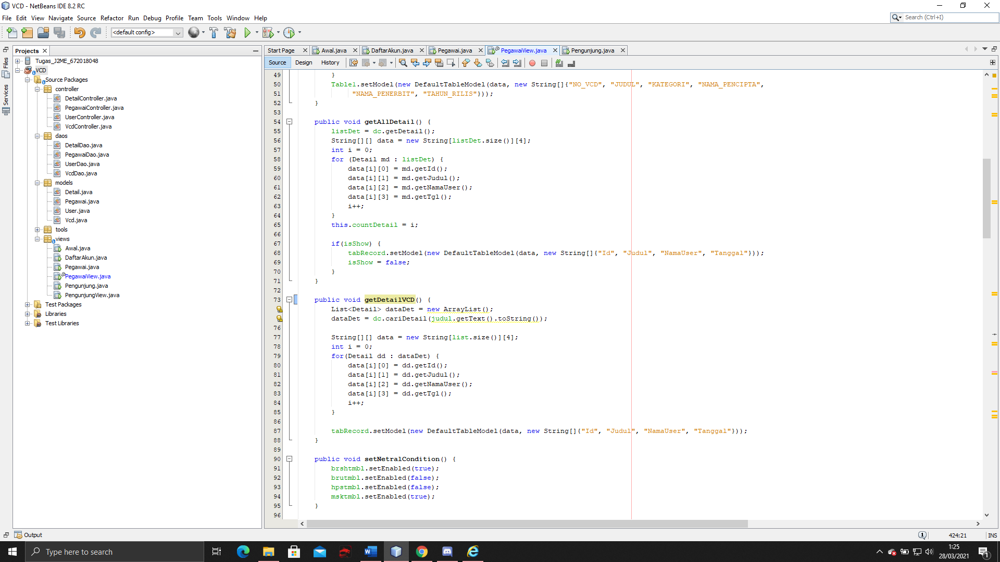 VCD - NetBeans IDE 8.2 RC
File Edit View Navigate Source Refactor Run Debug Profile Team Tools Window Help
Search (Ctrl+I)
<default config>
Files
Services
Projects
Tugas_J2ME_672018048
VCD
Source Packages
controller
DetailController.java
PegawaiController.java
UserController.java
VcdController.java
daos
DetailDao.java
PegawaiDao.java
UserDao.java
VcdDao.java
models
Detail.java
Pegawai.java
User.java
Vcd.java
tools
views
Awal.java
DaftarAkun.java
Pegawai.java
PegawaiView.java
Pengunjung.java
PengunjungView.java
Test Packages
Libraries
Test Libraries
Start Page Awal.java DaftarAkun.java Pegawai.java PegawaiView.java Pengunjung.java
Source Design History
49 }
50 Table1.setModel(new DefaultTableModel(data, new String[]{"NO_VCD", "JUDUL", "KATEGORI", "NAMA_PENCIPTA",
51 "NAMA_PENERBIT", "TAHUN_RILIS"}));
52 }
53
54 public void getAllDetail() {
55 listDet = dc.getDetail();
56 String[][] data = new String[listDet.size()][4];
57 int i = 0;
58 for (Detail md : listDet) {
59 data[i][0] = md.getId();
60 data[i][1] = md.getJudul();
61 data[i][2] = md.getNamaUser();
62 data[i][3] = md.getTgl();
63 i++;
64 }
65 this.countDetail = i;
66
67 if(isShow) {
68 tabRecord.setModel(new DefaultTableModel(data, new String[]{"Id", "Judul", "NamaUser", "Tanggal"}));
69 isShow = false;
70 }
71 }
72
73 public void getDetailVCD() {
List<Detail> dataDet = new ArrayList();
dataDet = dc.cariDetail(judul.getText().toString());
76
77 String[][] data = new String[list.size()][4];
78 int i = 0;
79 for(Detail dd : dataDet) {
80 data[i][0] = dd.getId();
81 data[i][1] = dd.getJudul();
82 data[i][2] = dd.getNamaUser();
83 data[i][3] = dd.getTgl();
84 i++;
85 }
86
87 tabRecord.setModel(new DefaultTableModel(data, new String[]{"Id", "Judul", "NamaUser", "Tanggal"}));
88 }
89
90 public void setNetralCondition() {
91 brshtmbl.setEnabled(true);
92 brutmbl.setEnabled(false);
93 hpstmbl.setEnabled(false);
94 msktmbl.setEnabled(true);
95 }
96
Output
1
424:21 INS
Type here to search
1:25
28/03/2021
1